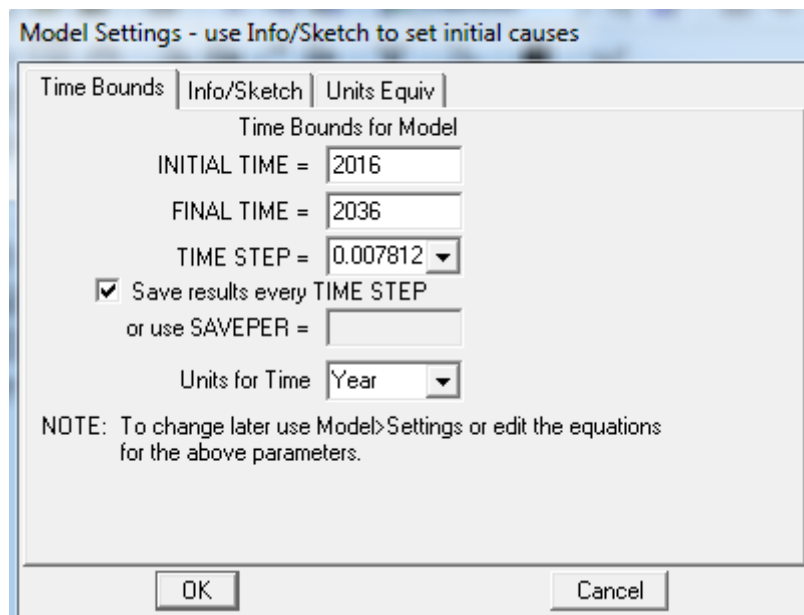 Model Settings - use Info/Sketch to set initial causes
Time Bounds Info/Sketch Units Equiv
Time Bounds for Model
INITIAL TIME = 2016
FINAL TIME = 2036
TIME STEP = 0.007812
Save results every TIME STEP
or use SAVEPER =
Units for Time Year
NOTE: To change later use Model>Settings or edit the equations
for the above parameters.
OK Cancel